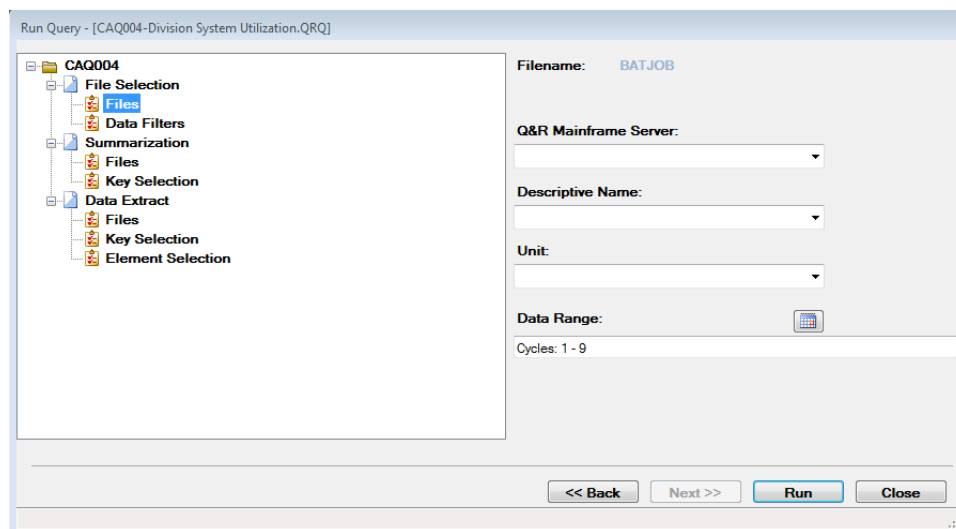 Run Query - [CAQ004-Division System Utilization.QRQ]
CAQ004
File Selection
Files
Data Filters
Summarization
Files
Key Selection
Data Extract
Files
Key Selection
Element Selection
Filename: BATJOB
Q&R Mainframe Server:
Descriptive Name:
Unit:
Data Range:
Cycles: 1 - 9
<< Back Next >> Run Close